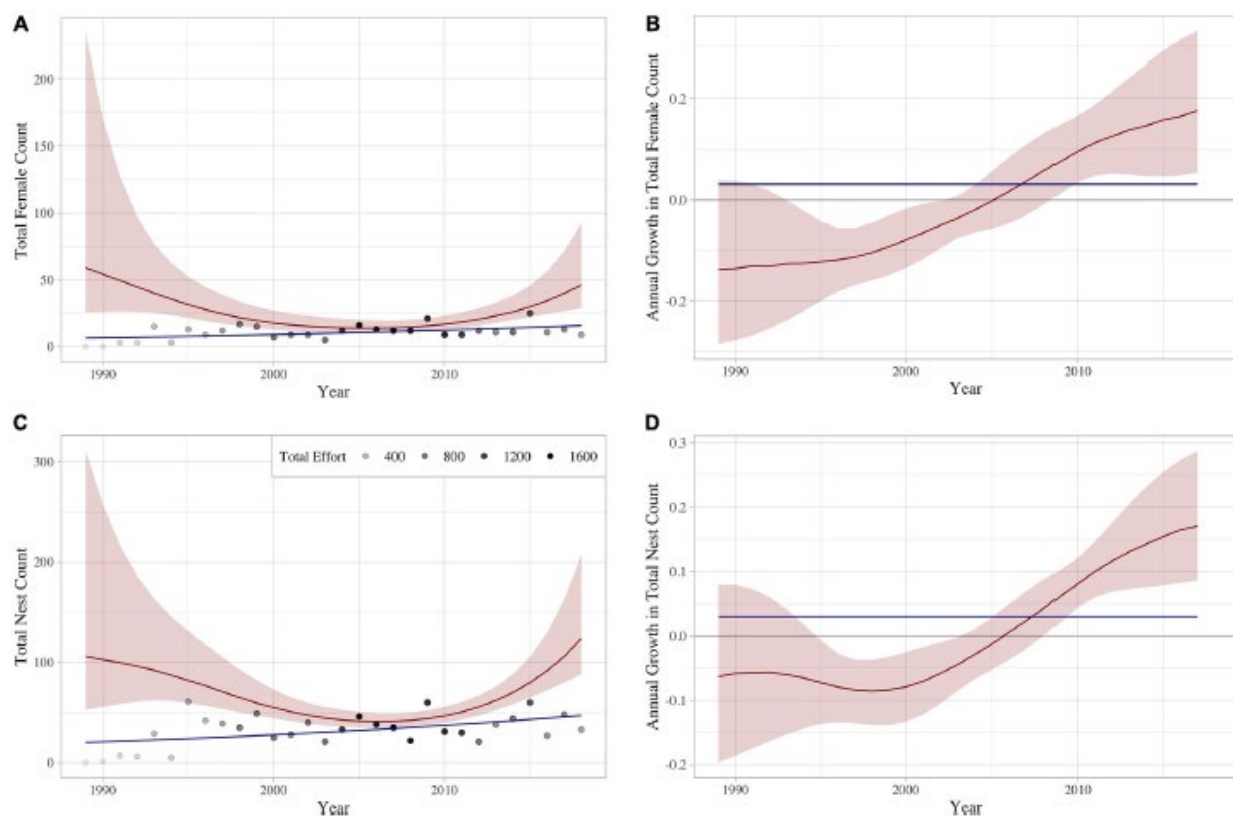 A
Total Female Count
200
150
100
50
0
1990
2000
2010
Year
B
Annual Growth in Total Female Count
0.2
0.0
-0.2
1990
2000
2010
Year
C
Total Nest Count
300
200
100
0
Total Effort 400 800 1200 1600
1990
2000
2010
Year
D
Annual Growth in Total Nest Count
0.3
0.2
0.1
0.0
-0.1
-0.2
1990
2000
2010
Year